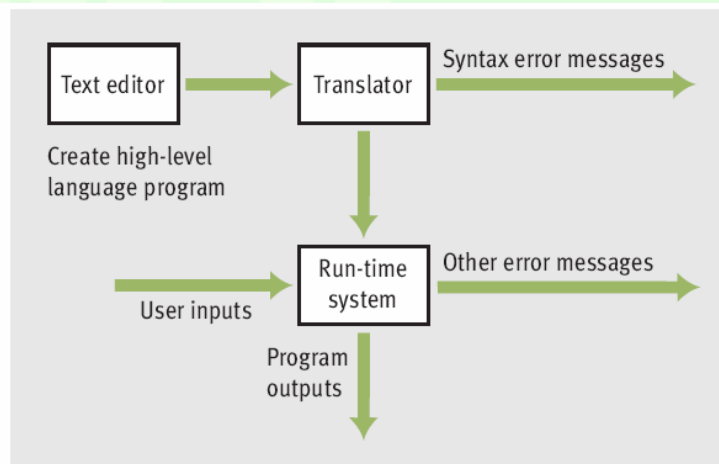 Text editor
Translator
Syntax error messages
Create high-level
language program
Run-time
system
Other error messages
User inputs
Program
outputs